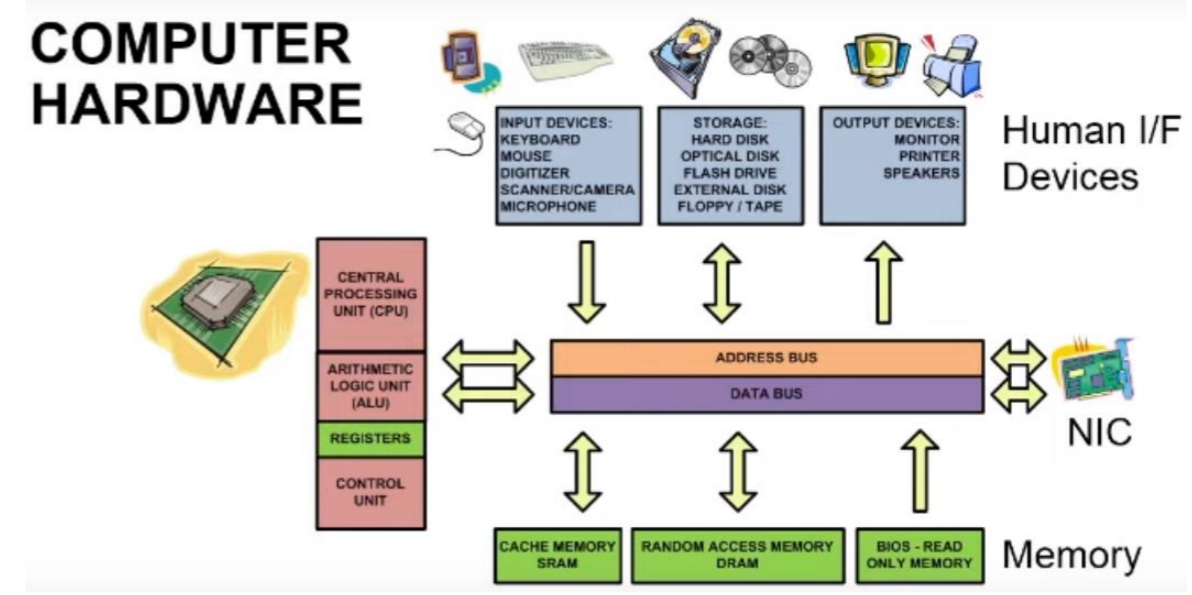 COMPUTER
HARDWARE
INPUT DEVICES:
KEYBOARD
MOUSE
DIGITIZER
SCANNER/CAMERA
MICROPHONE
STORAGE:
HARD DISK
OPTICAL DISK
FLASH DRIVE
EXTERNAL DISK
FLOPPY / TAPE
OUTPUT DEVICES:
MONITOR
PRINTER
SPEAKERS
Human I/F
Devices
CENTRAL
PROCESSING
UNIT (CPU)
ARITHMETIC
LOGIC UNIT
(ALU)
REGISTERS
CONTROL
UNIT
ADDRESS BUS
DATA BUS
NIC
CACHE MEMORY
SRAM
RANDOM ACCESS MEMORY
DRAM
BIOS - READ
ONLY MEMORY
Memory